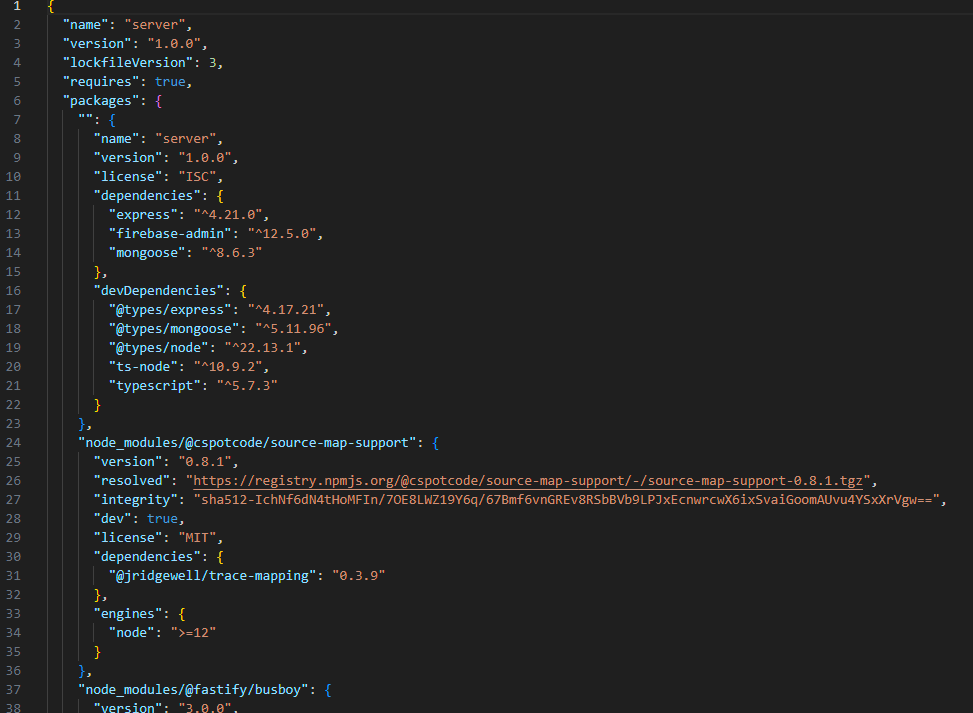 1 {
2 "name": "server",
3 "version": "1.0.0",
4 "lockfileVersion": 3,
5 "requires": true,
6 "packages": {
7 "": {
8 "name": "server",
9 "version": "1.0.0",
10 "license": "ISC",
11 "dependencies": {
12 "express": "^4.21.0",
13 "firebase-admin": "^12.5.0",
14 "mongoose": "^8.6.3"
15 },
16 "devDependencies": {
17 "@types/express": "^4.17.21",
18 "@types/mongoose": "^5.11.96",
19 "@types/node": "^22.13.1",
20 "ts-node": "^10.9.2",
21 "typescript": "^5.7.3"
22 }
23 },
24 "node_modules/@cspotcode/source-map-support": {
25 "version": "0.8.1",
26 "resolved": "https://registry.npmjs.org/@cspotcode/source-map-support/-/source-map-support-0.8.1.tgz",
27 "integrity": "sha512-IchNf6dN4tHoMFIn/7OE8LWZ19Y6q/67Bmf6vnGREv8RSbBVb9LPJxEcnwrcwX6ixSvaiGoomAUvu4YSxXrVgw==",
28 "dev": true,
29 "license": "MIT",
30 "dependencies": {
31 "@jridgewell/trace-mapping": "0.3.9"
32 },
33 "engines": {
34 "node": ">=12"
35 }
36 },
37 "node_modules/@fastify/busboy": {
38 "version": "3.0.0",